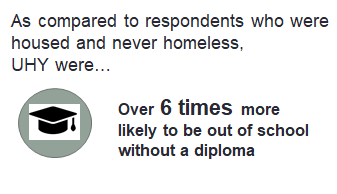 As compared to respondents who were
housed and never homeless,
UHY were…
Over 6 times more
likely to be out of school
without a diploma